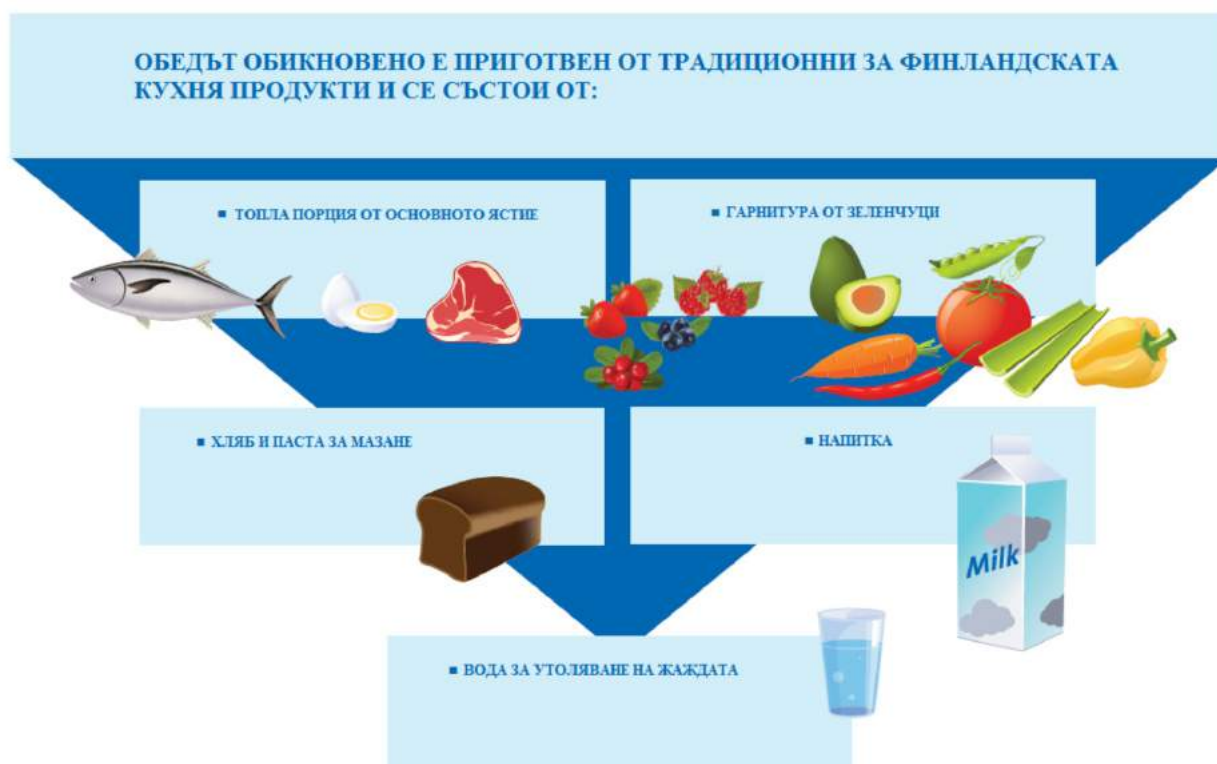 ОБЕДЪТ ОБИКНОВЕНО Е ПРИГОТВЕН ОТ ТРАДИЦИОННИ ЗА ФИНЛАНДСКАТА
КУХНЯ ПРОДУКТИ И СЕ СЪСТОИ ОТ:
■ ТОПЛА ПОРЦИЯ ОТ ОСНОВНОТО ЯСТИЕ
■ ГАРНИТУРА ОТ ЗЕЛЕНЧУЦИ
■ ХЛЯБ И ПАСТА ЗА МАЗАНЕ
■ НАПИТКА
Milk
■ ВОДА ЗА УТОЛЯВАНЕ НА ЖАЖДАТА